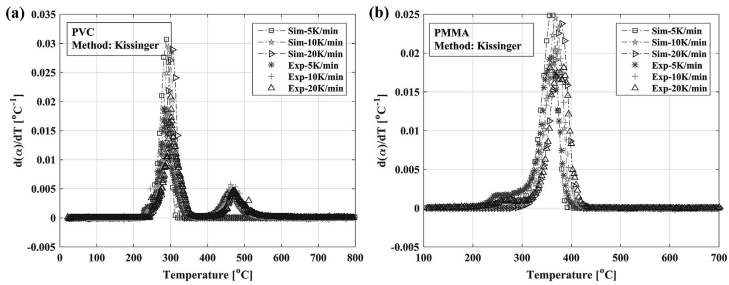 (a)
PVC
Method: Kissinger
Sim-5K/min
Sim-10K/min
Sim-20K/min
Exp-5K/min
Exp-10K/min
Exp-20K/min
0.035
0.03
0.025
0.02
0.015
0.01
0.005
0
-0.005
d(α)/dT [°C⁻¹]
0 100 200 300 400 500 600 700 800
Temperature [°C]
(b)
PMMA
Method: Kissinger
Sim-5K/min
Sim-10K/min
Sim-20K/min
Exp-5K/min
Exp-10K/min
Exp-20K/min
0.025
0.02
0.015
0.01
0.005
0
-0.005
d(α)/dT [°C⁻¹]
100 200 300 400 500 600 700
Temperature [°C]